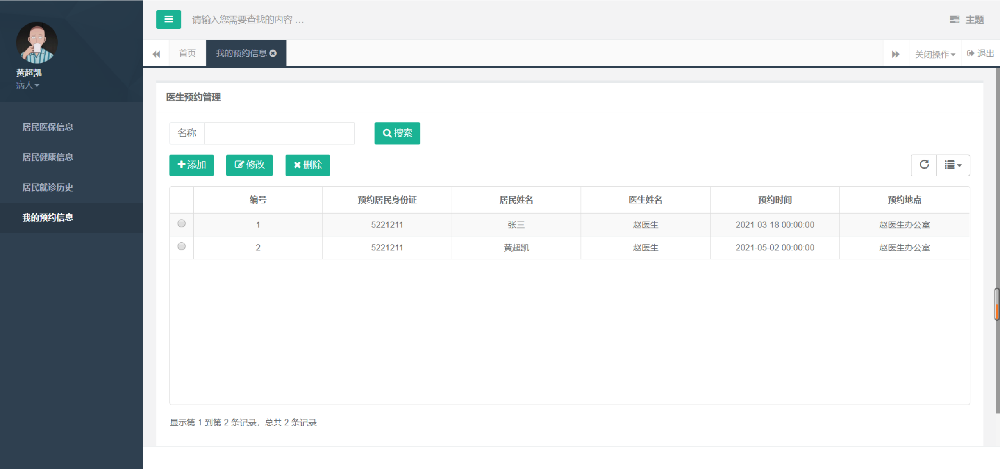 请输入您需要查找的内容 …
主题
首页
我的预约信息
关闭操作
退出
黄超凯
病人
居民医保信息
居民健康信息
居民就诊历史
我的预约信息
医生预约管理
名称
搜索
添加 修改 删除
编号 预约居民身份证 居民姓名 医生姓名 预约时间 预约地点
1 5221211 张三 赵医生 2021-03-18 00:00:00 赵医生办公室
2 5221211 黄超凯 赵医生 2021-05-02 00:00:00 赵医生办公室
显示第 1 到第 2 条记录，总共 2 条记录